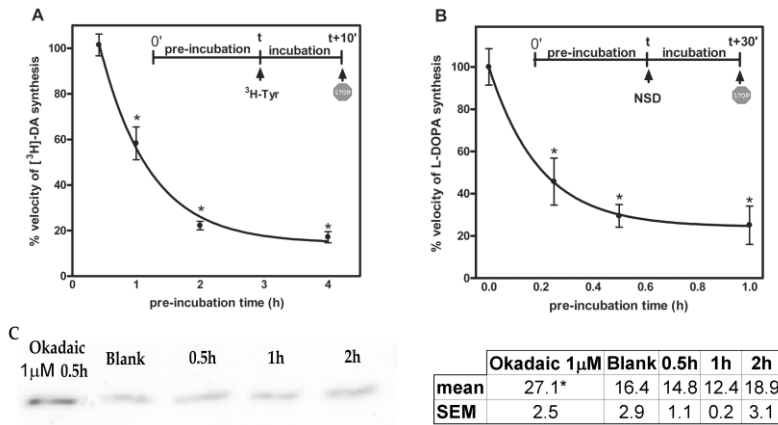 A
0'
t
t+10'
pre-incubation
incubation
³H-Tyr
STOP
% velocity of [³H]-DA synthesis
100
80
60
40
20
0
*
*
*
1
2
3
4
pre-incubation time (h)
B
0'
t
t+30'
pre-incubation
incubation
NSD
STOP
% velocity of L-DOPA synthesis
100
80
60
40
20
0
*
*
*
0.0
0.2
0.4
0.6
0.8
1.0
pre-incubation time (h)
C
Okadaic
1μM 0.5h
Blank
0.5h
1h
2h
Okadaic 1μM Blank 0.5h 1h 2h
mean 27.1* 16.4 14.8 12.4 18.9
SEM 2.5 2.9 1.1 0.2 3.1